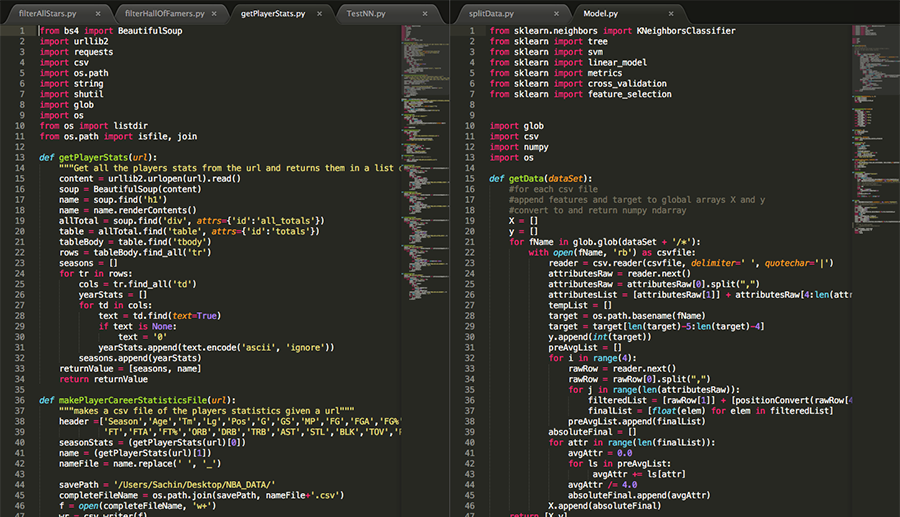 filterAllStars.py
filterHallOfFamers.py
getPlayerStats.py
TestNN.py
1 from bs4 import BeautifulSoup
2 import urllib2
3 import requests
4 import csv
5 import os.path
6 import string
7 import shutil
8 import glob
9 import os
10 from os import listdir
11 from os.path import isfile, join
12
13 def getPlayerStats(url):
14 """Get all the players stats from the url and returns them in a list
15 content = urllib2.urlopen(url).read()
16 soup = BeautifulSoup(content)
17 name = soup.find('h1')
18 name = name.renderContents()
19 allTotal = soup.find('div', attrs={'id':'all_totals'})
20 table = allTotal.find('table', attrs={'id':'totals'})
21 tableBody = table.find('tbody')
22 rows = tableBody.find_all('tr')
23 seasons = []
24 for tr in rows:
25 cols = tr.find_all('td')
26 yearStats = []
27 for td in cols:
28 text = td.find(text=True)
29 if text is None:
30 text = '0'
31 yearStats.append(text.encode('ascii', 'ignore'))
32 seasons.append(yearStats)
33 returnValue = [seasons, name]
34 return returnValue
35
36 def makePlayerCareerStatisticsFile(url):
37 """makes a csv file of the players statistics given a url"""
38 header =['Season','Age','Tm','Lg','Pos','G','GS','MP','FG','FGA','FG%
39 'FT','FTA','FT%','ORB','DRB','TRB','AST','STL','BLK','TOV',
40 seasonStats = (getPlayerStats(url)[0])
41 name = (getPlayerStats(url)[1])
42 nameFile = name.replace(' ', '_')
43
44 savePath = '/Users/Sachin/Desktop/NBA_DATA/'
45 completeFileName = os.path.join(savePath, nameFile+'.csv')
46 f = open(completeFileName, 'w+')
47 wr = csv.writer(f)
splitData.py
Model.py
1 from sklearn.neighbors import KNeighborsClassifier
2 from sklearn import tree
3 from sklearn import svm
4 from sklearn import linear_model
5 from sklearn import metrics
6 from sklearn import cross_validation
7 from sklearn import feature_selection
8
9
10 import glob
11 import csv
12 import numpy
13 import os
14
15 def getData(dataSet):
16 #for each csv file
17 #append features and target to global arrays X and y
18 #convert to and return numpy ndarray
19 X = []
20 y = []
21 for fName in glob.glob(dataSet + '/*'):
22 with open(fName, 'rb') as csvfile:
23 reader = csv.reader(csvfile, delimiter=' ', quotechar='|')
24 attributesRaw = reader.next()
25 attributesRaw = attributesRaw[0].split(",")
26 attributesList = [attributesRaw[1]] + attributesRaw[4:len(attr
27 tempList = []
28 target = os.path.basename(fName)
29 target = target[len(target)-5:len(target)-4]
30 y.append(int(target))
31 preAvgList = []
32 for i in range(4):
33 rawRow = reader.next()
34 rawRow = rawRow[0].split(",")
35 for j in range(len(attributesRaw)):
36 filteredList = [rawRow[1]] + [positionConvert(rawRow[4
37 finalList = [float(elem) for elem in filteredList]
38 preAvgList.append(finalList)
40 absoluteFinal = []
40 for attr in range(len(finalList)):
41 avgAttr = 0.0
42 for ls in preAvgList:
43 avgAttr += ls[attr]
44 avgAttr /= 4.0
45 absoluteFinal.append(avgAttr)
46 X.append(absoluteFinal)
47 return [X,y]